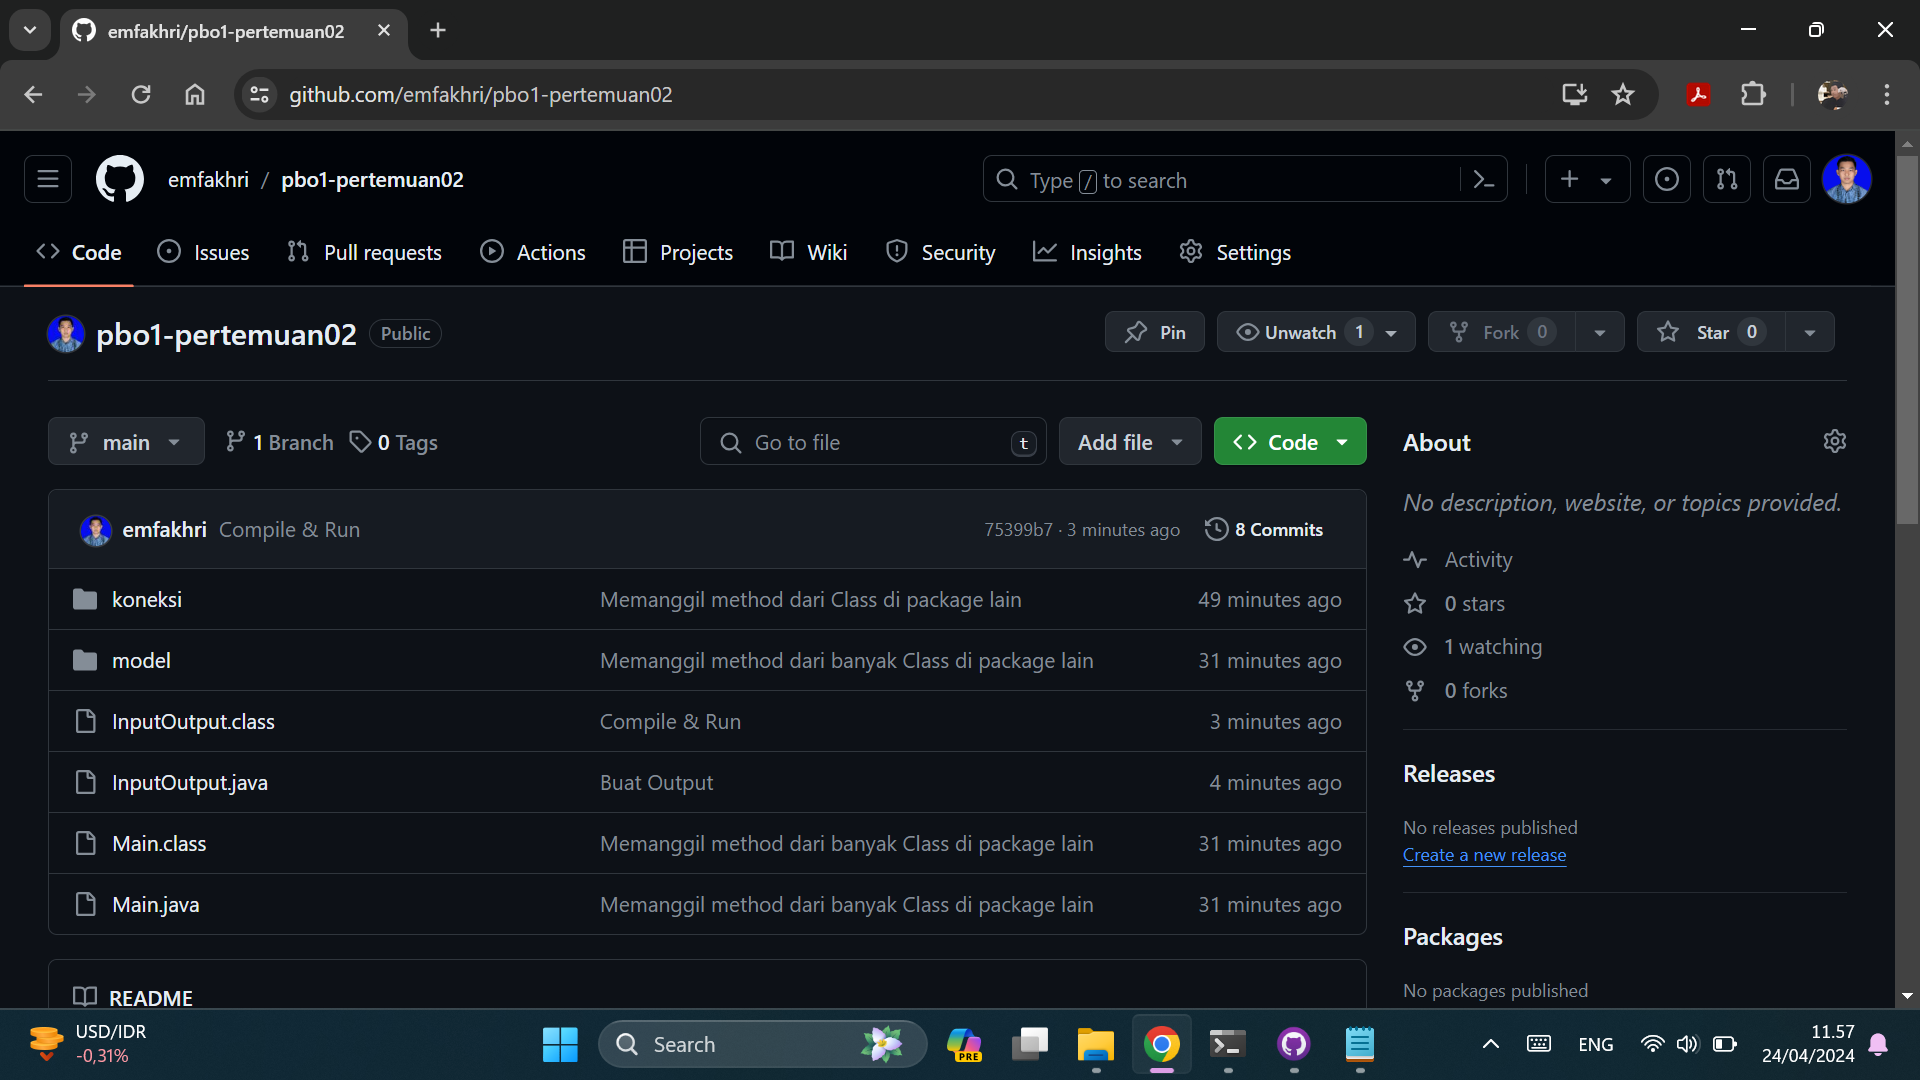 emfakhri/pbo1-pertemuan02
github.com/emfakhri/pbo1-pertemuan02
emfakhri / pbo1-pertemuan02
Type / to search
Code Issues Pull requests Actions Projects Wiki Security Insights Settings
pbo1-pertemuan02 Public
Pin Unwatch 1 Fork 0 Star 0
main 1 Branch 0 Tags Go to file t Add file Code
About
No description, website, or topics provided.
emfakhri Compile & Run 75399b7 · 3 minutes ago 8 Commits
Activity
koneksi Memanggil method dari Class di package lain 49 minutes ago
0 stars
model Memanggil method dari banyak Class di package lain 31 minutes ago
1 watching
0 forks
InputOutput.class Compile & Run 3 minutes ago
InputOutput.java Buat Output 4 minutes ago
Releases
No releases published
Create a new release
Main.class Memanggil method dari banyak Class di package lain 31 minutes ago
Main.java Memanggil method dari banyak Class di package lain 31 minutes ago
Packages
No packages published
README
USD/IDR
-0,31%
Search
PRE
ENG
11.57
24/04/2024